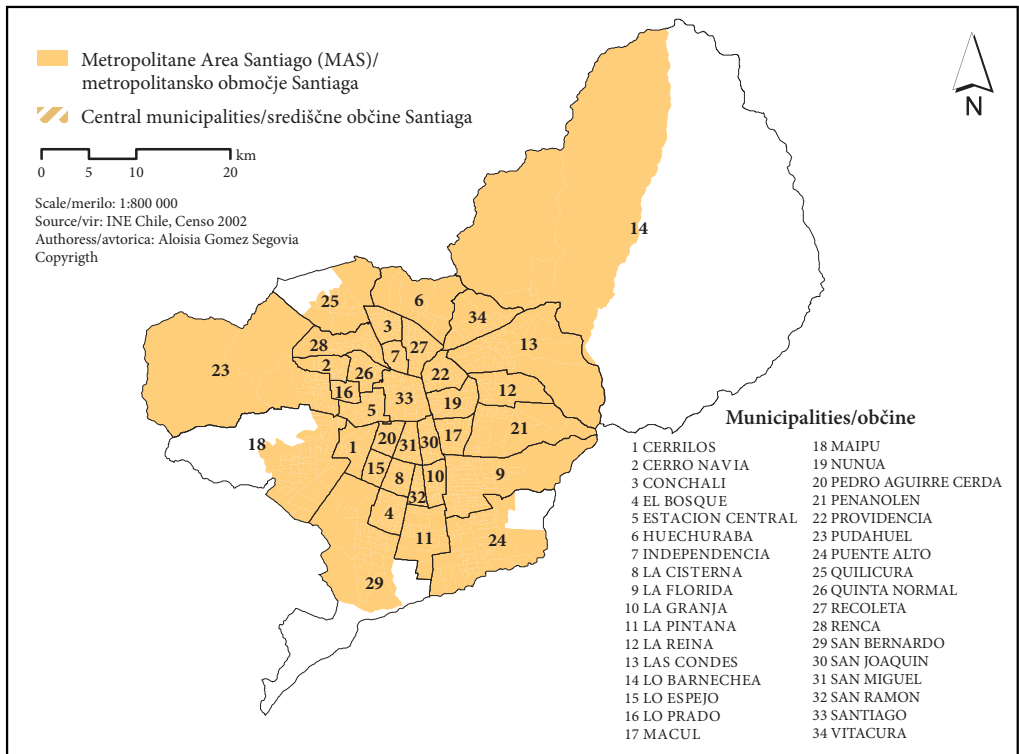 Metropolitane Area Santiago (MAS)/
metropolitansko območje Santiaga
Central municipalities/središčne občine Santiaga
km
0 5 10 20
Scale/merilo: 1:800 000
Source/vir: INE Chile, Censo 2002
Authoress/avtorica: Aloisia Gomez Segovia
Copyrigth
N
14
25
6
34
3
13
28
27
7
2
22
23
26
16
12
33
19
5
21
18
20
31
30
17
1
15
9
8
10
32
4
11
24
29
Municipalities/občine
1 CERRILOS
2 CERRO NAVIA
3 CONCHALI
4 EL BOSQUE
5 ESTACION CENTRAL
6 HUECHURABA
7 INDEPENDENCIA
8 LA CISTERNA
9 LA FLORIDA
10 LA GRANJA
11 LA PINTANA
12 LA REINA
13 LAS CONDES
14 LO BARNECHEA
15 LO ESPEJO
16 LO PRADO
17 MACUL
18 MAIPU
19 NUNUA
20 PEDRO AGUIRRE CERDA
21 PENANOLEN
22 PROVIDENCIA
23 PUDAHUEL
24 PUENTE ALTO
25 QUILICURA
26 QUINTA NORMAL
27 RECOLETA
28 RENCA
29 SAN BERNARDO
30 SAN JOAQUIN
31 SAN MIGUEL
32 SAN RAMON
33 SANTIAGO
34 VITACURA